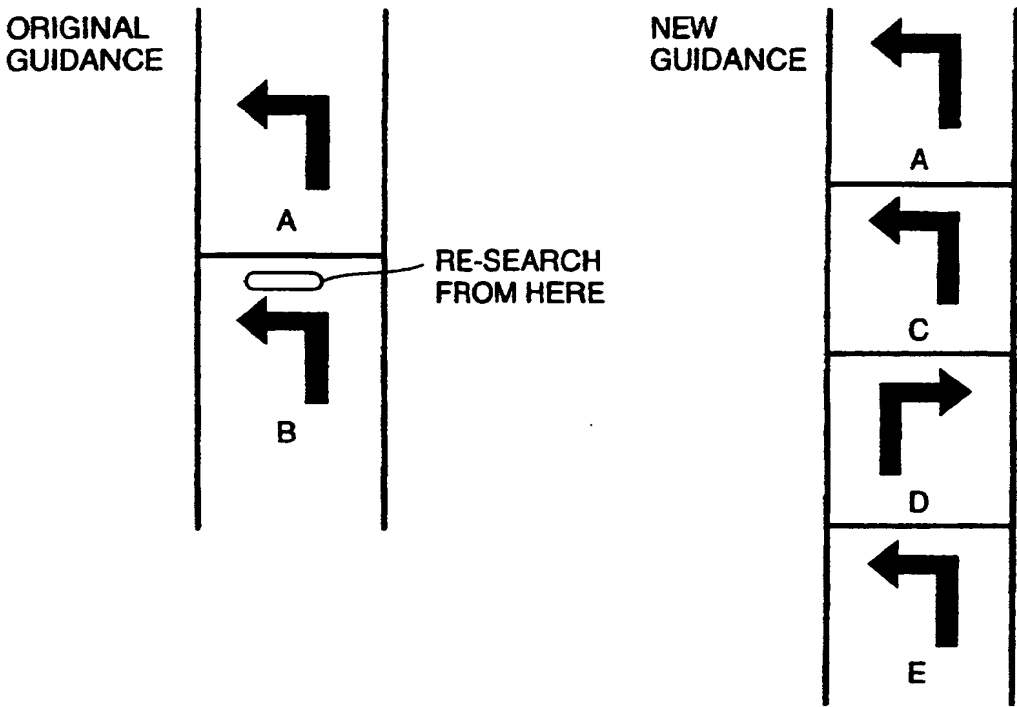 ORIGINAL
GUIDANCE
A
RE-SEARCH
FROM HERE
B
NEW
GUIDANCE
A
C
D
E